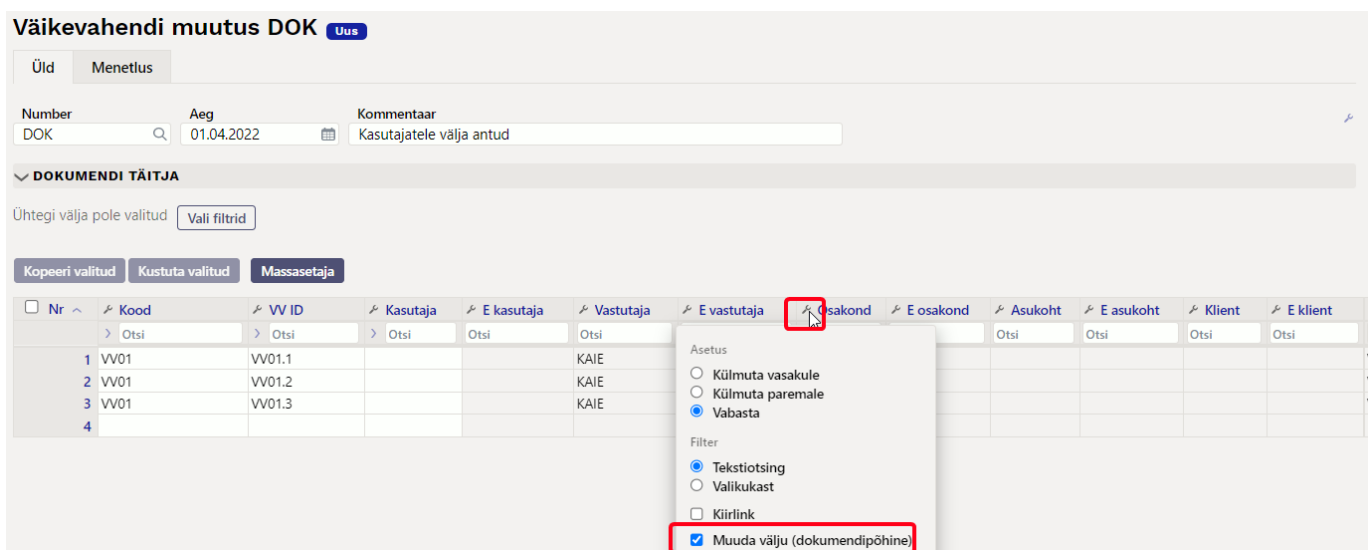 Väikevahendi muutus DOK Uus
Üld Menetlus
Number Aeg Kommentaar
DOK 01.04.2022 Kasutajatele välja antud
DOKUMENDI TÄITJA
Ühtegi välja pole valitud Vali filtrid
Kopeeri valitud Kustuta valitud Massasetaja
Nr Kood VV ID Kasutaja E kasutaja Vastutaja E vastutaja Osakond E osakond Asukoht E asukoht Klient E klient
Otsi Otsi Otsi Otsi Otsi Otsi Otsi Otsi Otsi
1 VV01 VV01.1 KAIE
2 VV01 VV01.2 KAIE
3 VV01 VV01.3 KAIE
4
Asetus
Külmuta vasakule
Külmuta paremale
Vabasta
Filter
Tekstiotsing
Valikukast
Kiirlink
Muuda välju (dokumendipõhine)